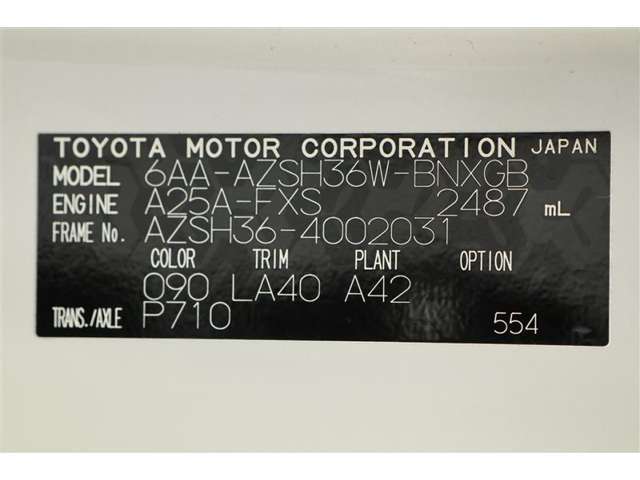 TOYOTA MOTOR CORPORATION JAPAN
MODEL 6AA-AZSH36W-BNXGB
ENGINE A25A-FXS 2487 mL
FRAME No. AZSH36-4002031
COLOR TRIM PLANT OPTION
090 LA40 A42
TRANS./AXLE P710
554